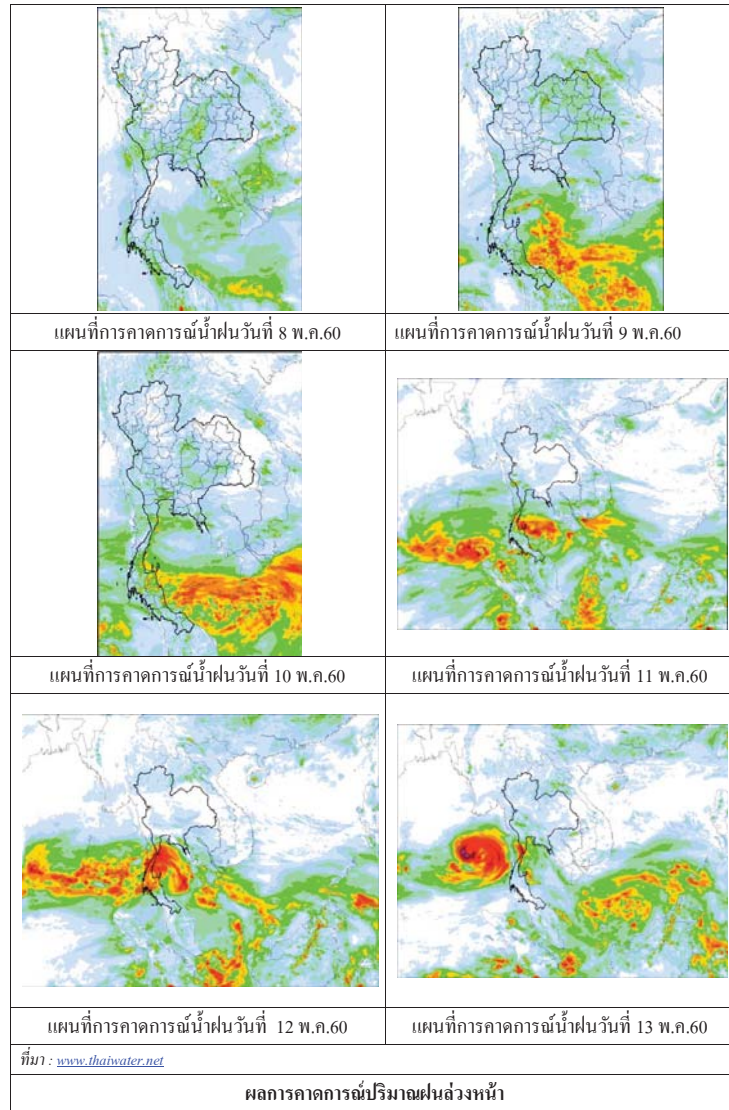 แผนที่การคาดการณ์น้ำฝนวันที่ 8 พ.ค.60
แผนที่การคาดการณ์น้ำฝนวันที่ 9 พ.ค.60
แผนที่การคาดการณ์น้ำฝนวันที่ 10 พ.ค.60
แผนที่การคาดการณ์น้ำฝนวันที่ 11 พ.ค.60
แผนที่การคาดการณ์น้ำฝนวันที่ 12 พ.ค.60
แผนที่การคาดการณ์น้ำฝนวันที่ 13 พ.ค.60
ที่มา : www.thaiwater.net
ผลการคาดการณ์ปริมาณฝนล่วงหน้า